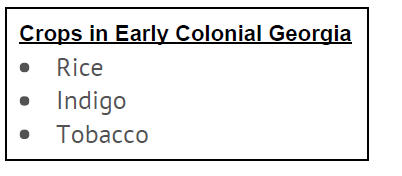 Crops in Early Colonial Georgia
• Rice
• Indigo
• Tobacco